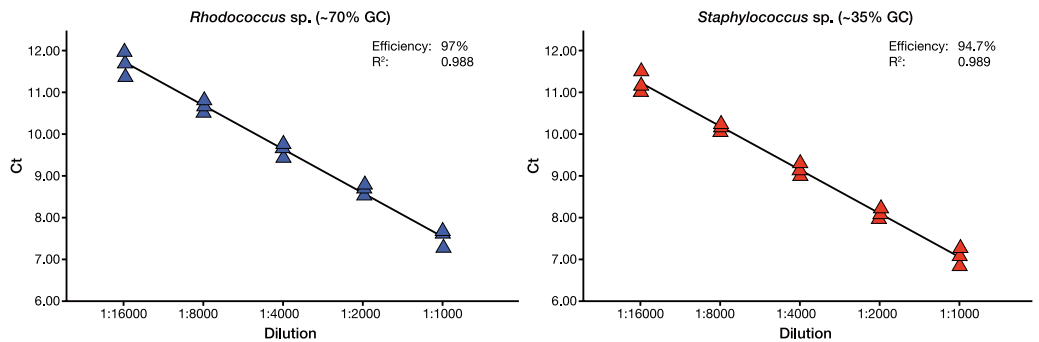 Rhodococcus sp. (~70% GC)
Efficiency: 97%
R²: 0.988
12.00
11.00
10.00
9.00
8.00
7.00
6.00
Ct
1:16000 1:8000 1:4000 1:2000 1:1000
Dilution
Staphylococcus sp. (~35% GC)
Efficiency: 94.7%
R²: 0.989
12.00
11.00
10.00
9.00
8.00
7.00
6.00
Ct
1:16000 1:8000 1:4000 1:2000 1:1000
Dilution